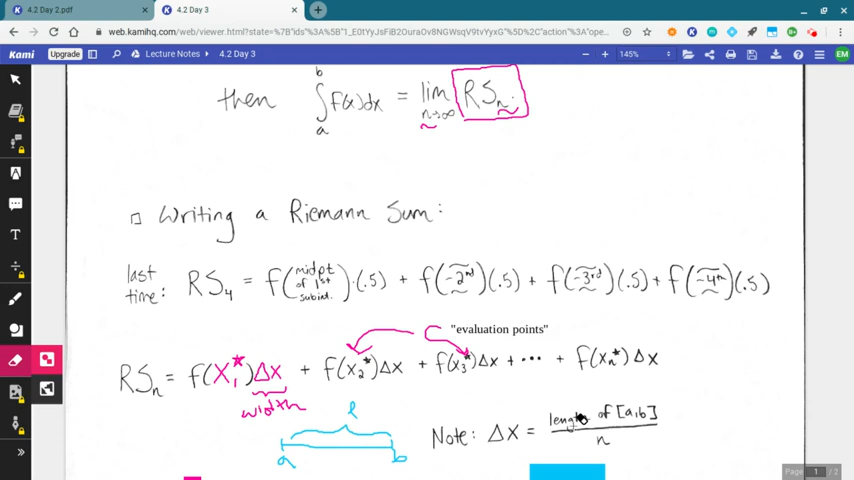 4.2 Day 2.pdf
4.2 Day 3
web.kamihq.com/web/viewer.html?state=%7B"ids"%3A%5B"1_E0tYyJsFiB2daurOv8NGWsqWvYvwSVNgX"%5D%2C"action"%3A"ope...
Kami Upgrade Lecture Notes 4.2 Day 3 145% EM
then ∫ₐᵇ f(x)dx = lim n→∞ RSₙ.
□ Writing a Riemann Sum:
last time: RS₄ = f(midpt of 1st subid.)·(.5) + f(-2nd)(.5) + f(-3rd)(.5) + f(-4th)(.5)
"evaluation points"
RSₙ = f(x₁*)Δx + f(x₂*)Δx + f(x₃*)Δx + ··· + f(xₙ*)Δx
width
l
a b
Note: Δx = length of [a,b] / n
Page 1 / 2